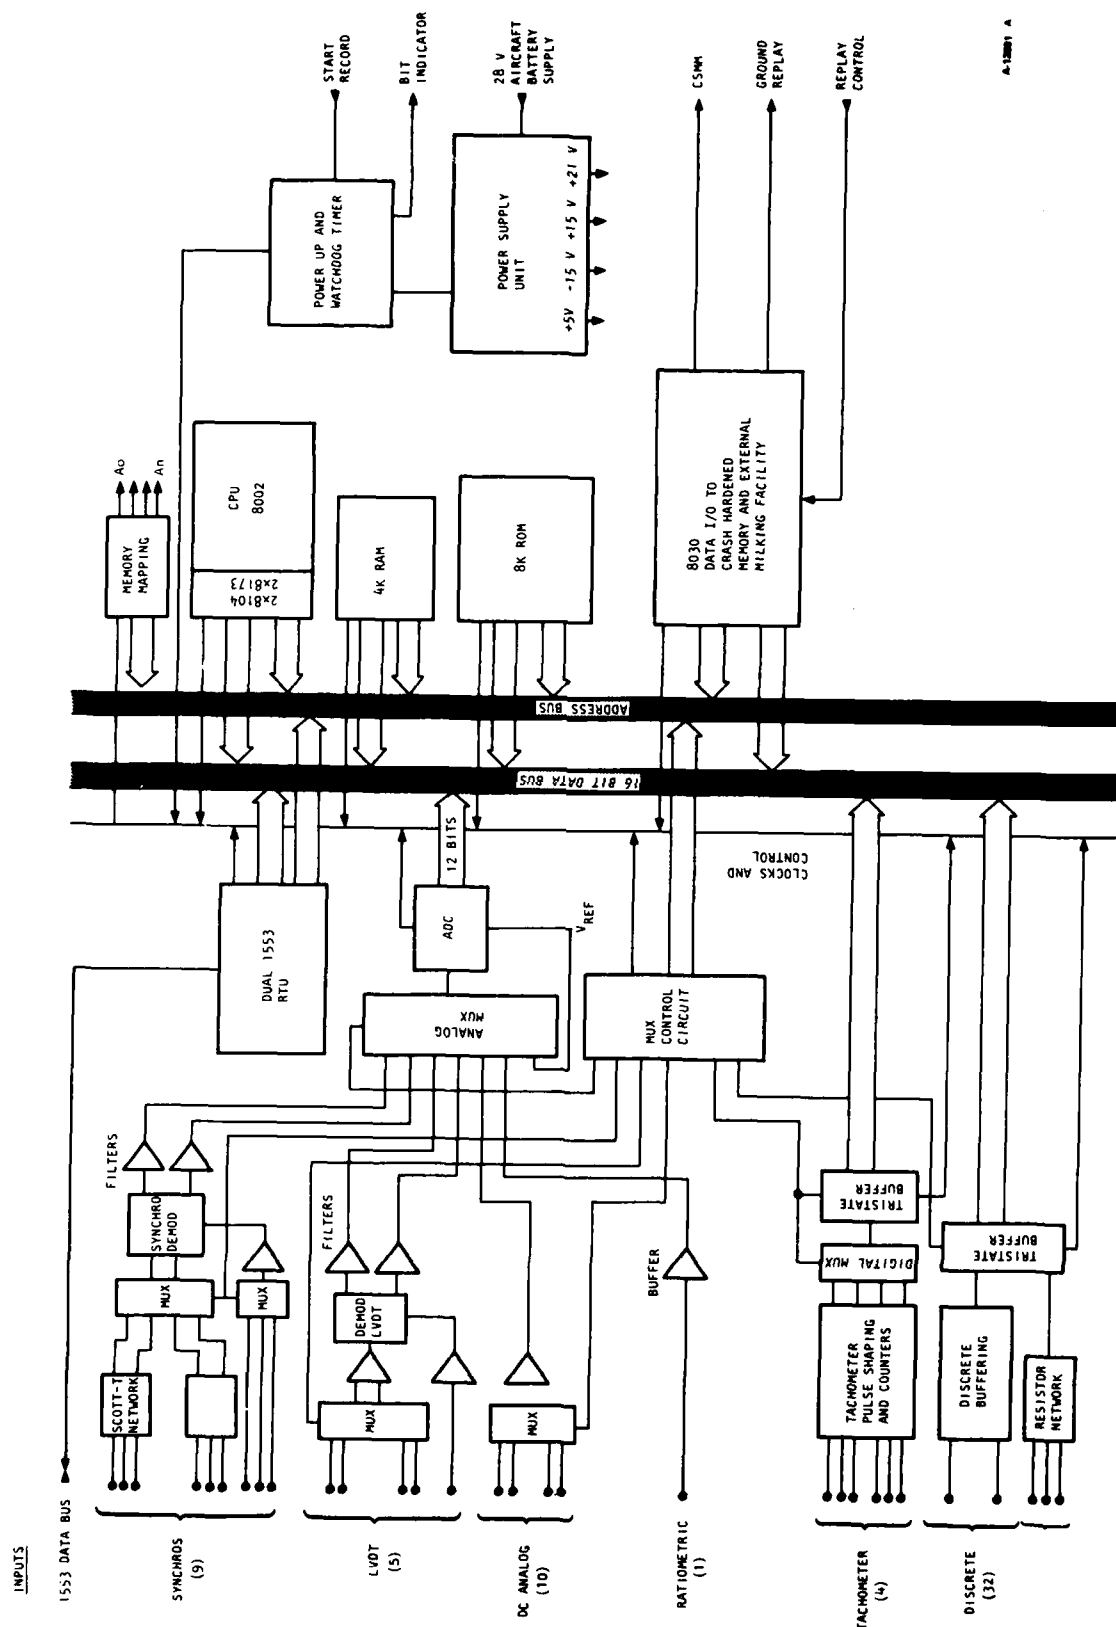 INPUTS
1553 DATA BUS
SYNCHROS
(9)
LVDT
(5)
DC ANALOG
(10)
RATIOMETRIC
(1)
TACHOMETER
(4)
DISCRETE
(32)
SCOTT-T
NETWORK
MUX
MUX
SYNCHRO
DEMOD
FILTERS
MUX
DEMOD
LVDT
FILTERS
MUX
BUFFER
TACHOMETER
PULSE SHAPING
AND COUNTERS
DIGITAL MUX
TRISTATE
BUFFER
DISCRETE
BUFFERING
RESISTOR
NETWORK
TRISTATE
BUFFER
DUAL 1553
RTU
ANALOG
MUX
ADC
12 BITS
VREF
MUX
CONTROL
CIRCUIT
CLOCKS AND
CONTROL
16 BIT DATA BUS
ADDRESS BUS
MEMORY
MAPPING
Ao
An
2x8104
2x8173
CPU
8002
4K RAM
8K ROM
8030
DATA I/O TO
CRASH HARDENED
MEMORY AND EXTERNAL
MILKING FACILITY
POWER UP AND
WATCHDOG TIMER
START
RECORD
BIT
INDICATOR
POWER SUPPLY
UNIT
+5V -15 V +15 V +21 V
28 V
AIRCRAFT
BATTERY
SUPPLY
CSMM
GROUND
REPLAY
REPLAY
CONTROL